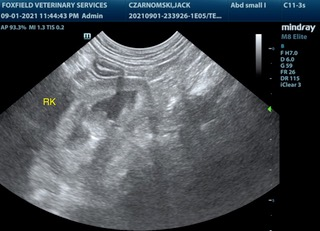 FOXFIELD VETERINARY SERVICES CZARNOMSKI,JACK Abd small I C11-3s
09-01-2021 11:44:43 PM Admin 20210901-233926-1E05/TE...
AP 93.3% MI 1.3 TIS 0.2
mindray
M8 Elite
B
F H7.0
D 6.0
G 59
FR 26
DR 115
iClear 3
RK